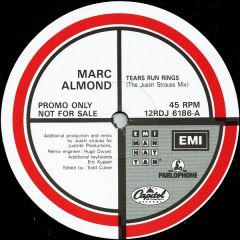 MARC
ALMOND
TEARS RUN RINGS
(The Justin Strauss Mix)
PROMO ONLY
NOT FOR SALE
45 RPM
12RDJ 6186-A
Additional production and remix
by Justin strauss for
Just Right Productions.
Remix engineer: Hugo Dwyer.
Additional keyboards
Eric Kupper
Edited by: Todd Culver
EMI
MAN
HAT
TAN
EMI
PARLOPHONE
Capitol